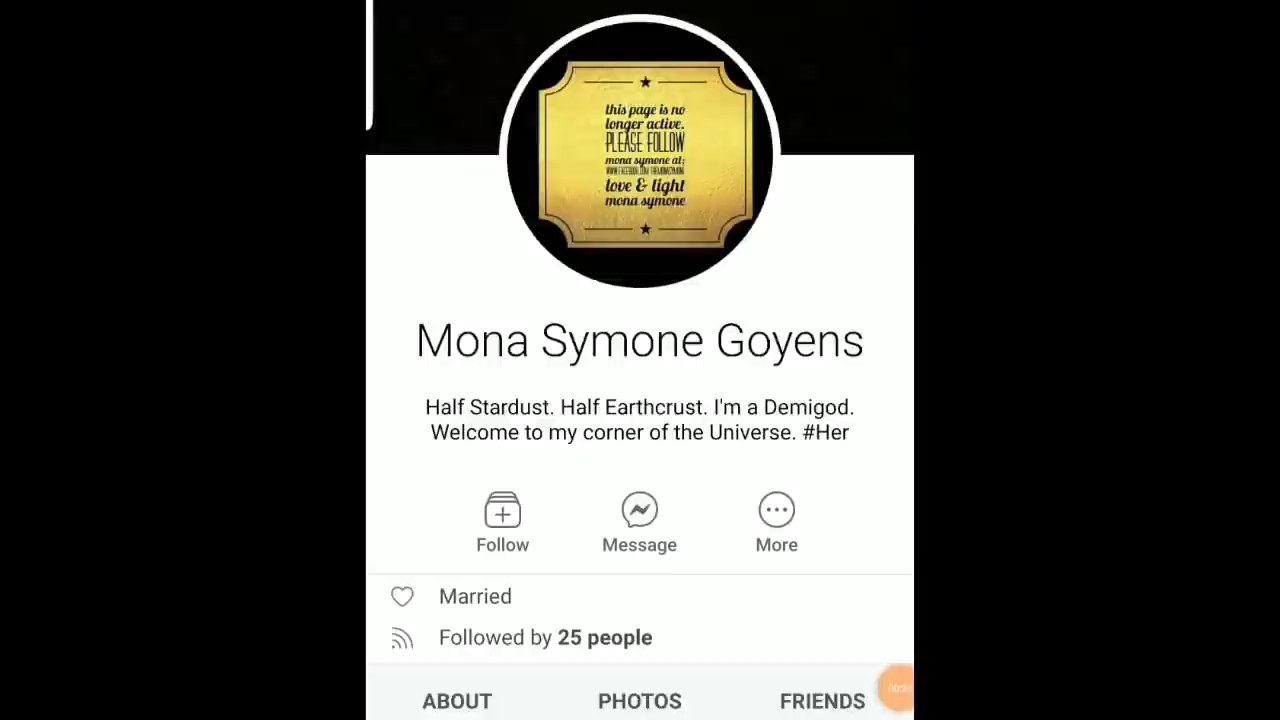 this page is no
longer active.
PLEASE FOLLOW
mona symone at:
love & light
mona symone
Mona Symone Goyens
Half Stardust. Half Earthcrust. I'm a Demigod.
Welcome to my corner of the Universe. #Her
Follow Message More
Married
Followed by 25 people
ABOUT PHOTOS FRIENDS